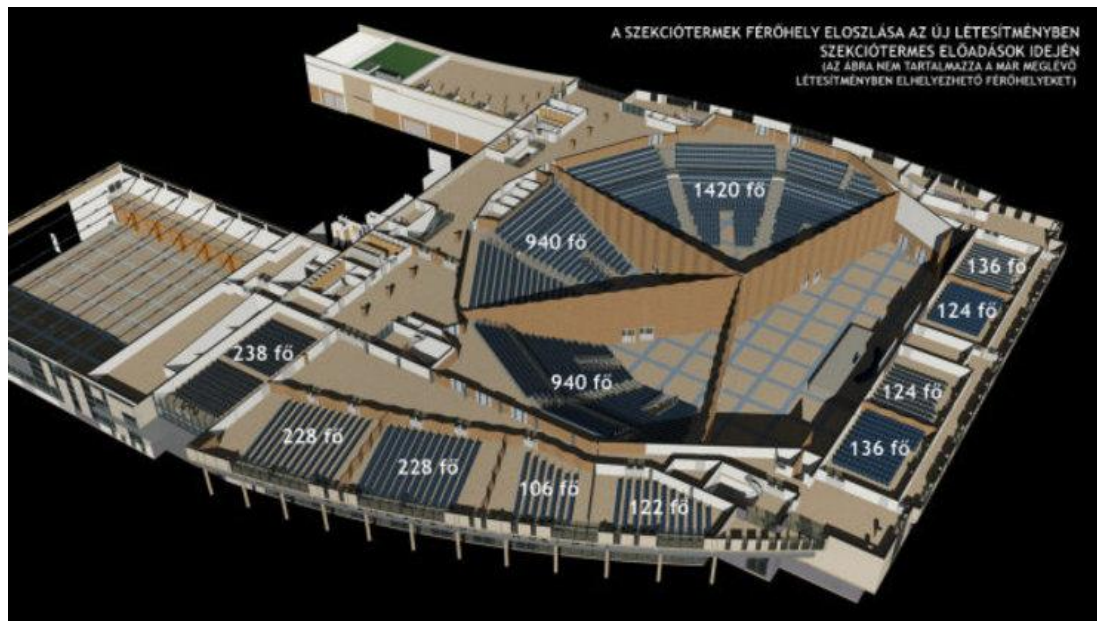 A SZEKCIÓTERMEK FÉRŐHELY ELOSZLÁSA AZ ÚJ LÉTESÍTMÉNYBEN
SZEKCIÓTERMES ELŐADÁSOK IDEJÉN
(AZ ÁBRA NEM TARTALMAZZA A MÁR MEGLÉVŐ
LÉTESÍTMÉNYBEN ELHELYEZHETŐ FÉRŐHELYEKET)
1420 fő
940 fő
136 fő
124 fő
238 fő
940 fő
124 fő
228 fő
136 fő
228 fő
106 fő
122 fő